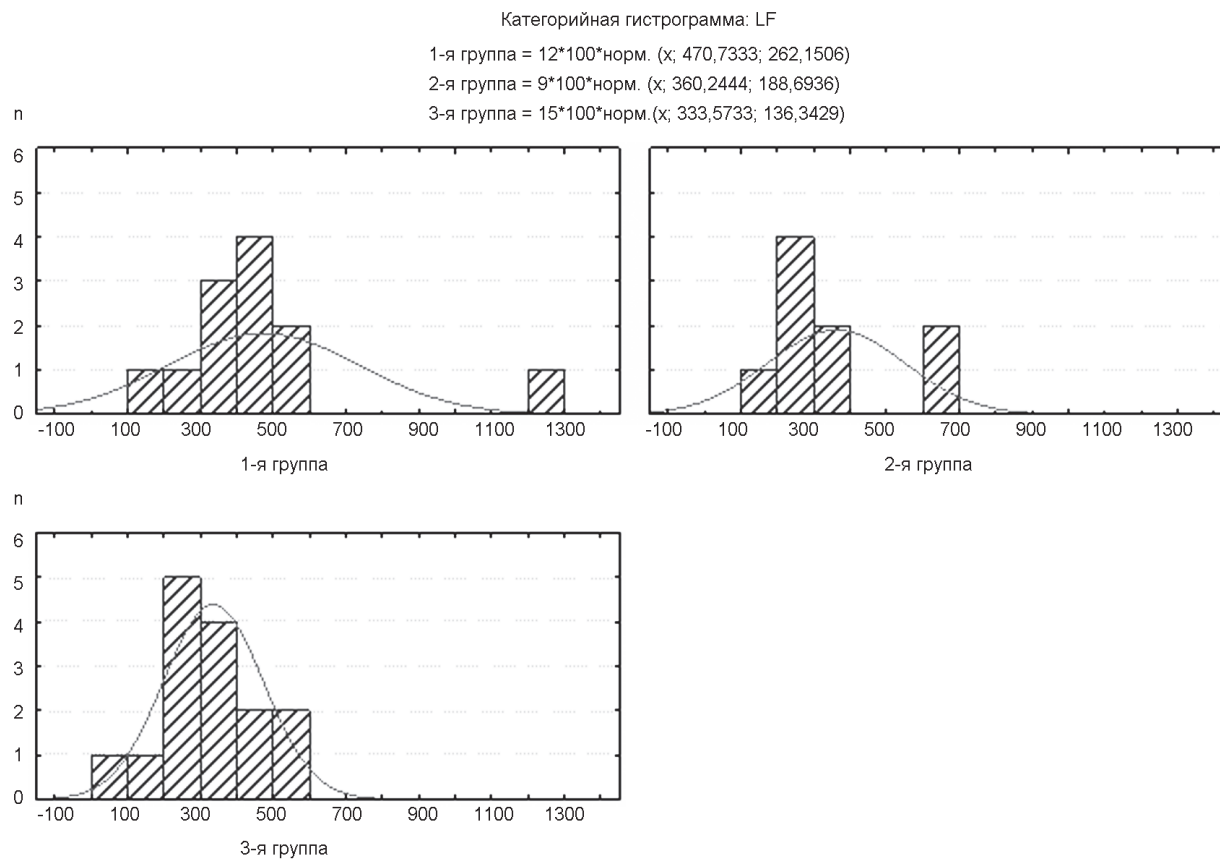 Категорийная гистрограмма: LF
1-я группа = 12*100*норм. (x; 470,7333; 262,1506)
2-я группа = 9*100*норм. (x; 360,2444; 188,6936)
3-я группа = 15*100*норм.(x; 333,5733; 136,3429)
n
6
5
4
3
2
1
0
-100 100 300 500 700 900 1100 1300
1-я группа
-100 100 300 500 700 900 1100 1300
2-я группа
n
6
5
4
3
2
1
0
-100 100 300 500 700 900 1100 1300
3-я группа